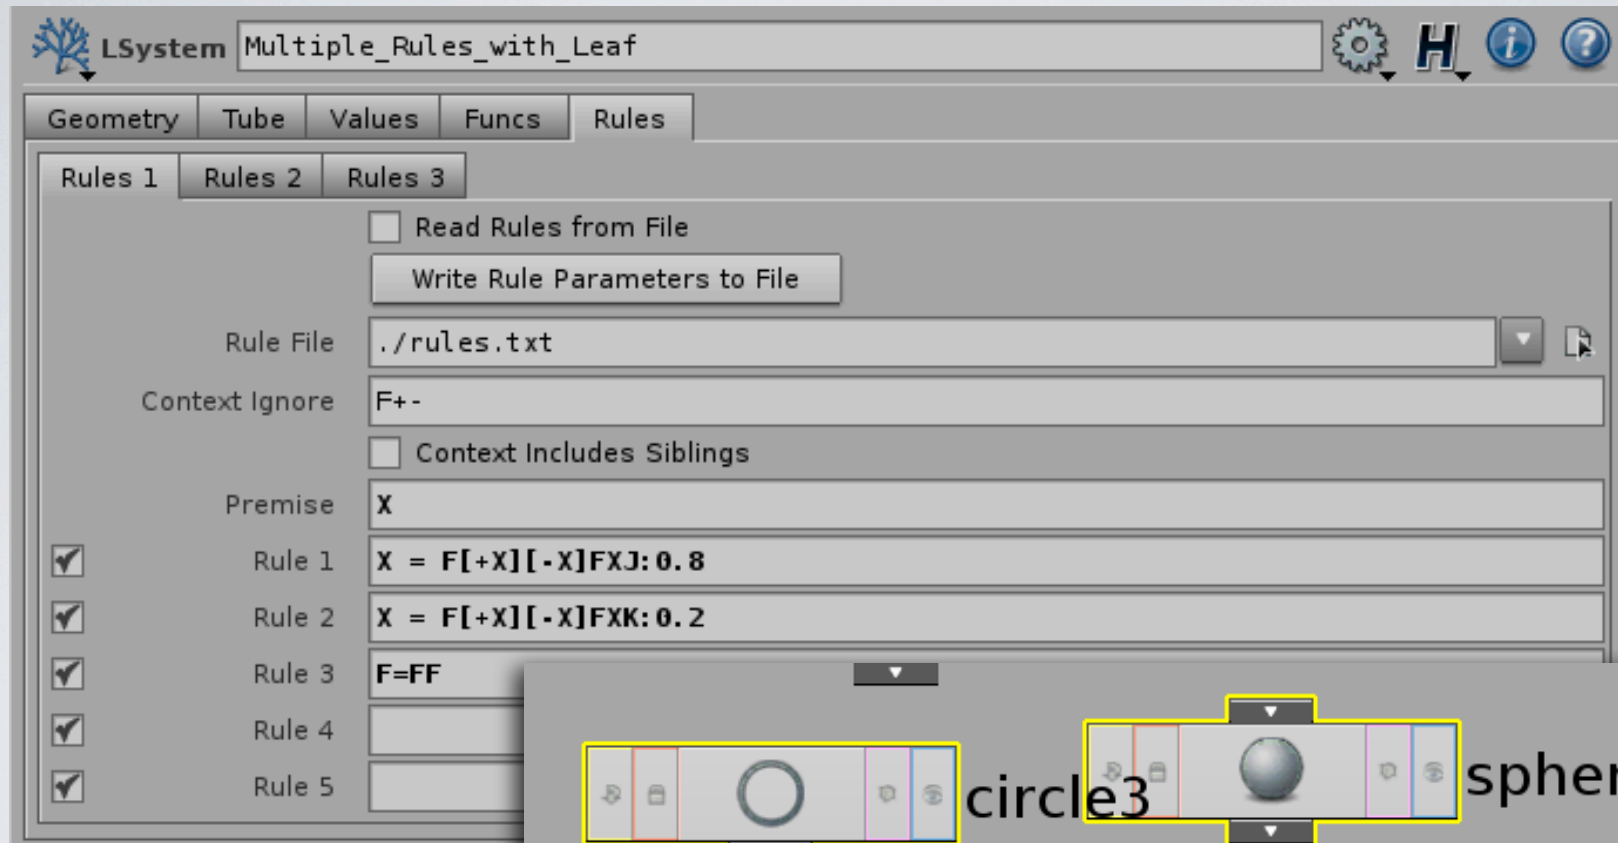 LSystem Multiple_Rules_with_Leaf
Geometry Tube Values Funcs Rules
Rules 1 Rules 2 Rules 3
Read Rules from File
Write Rule Parameters to File
Rule File ./rules.txt
Context Ignore F+-
Context Includes Siblings
Premise X
Rule 1 X = F[+X][-X]FXJ:0.8
Rule 2 X = F[+X][-X]FXK:0.2
Rule 3 F=FF
Rule 4
Rule 5
circle3 spher